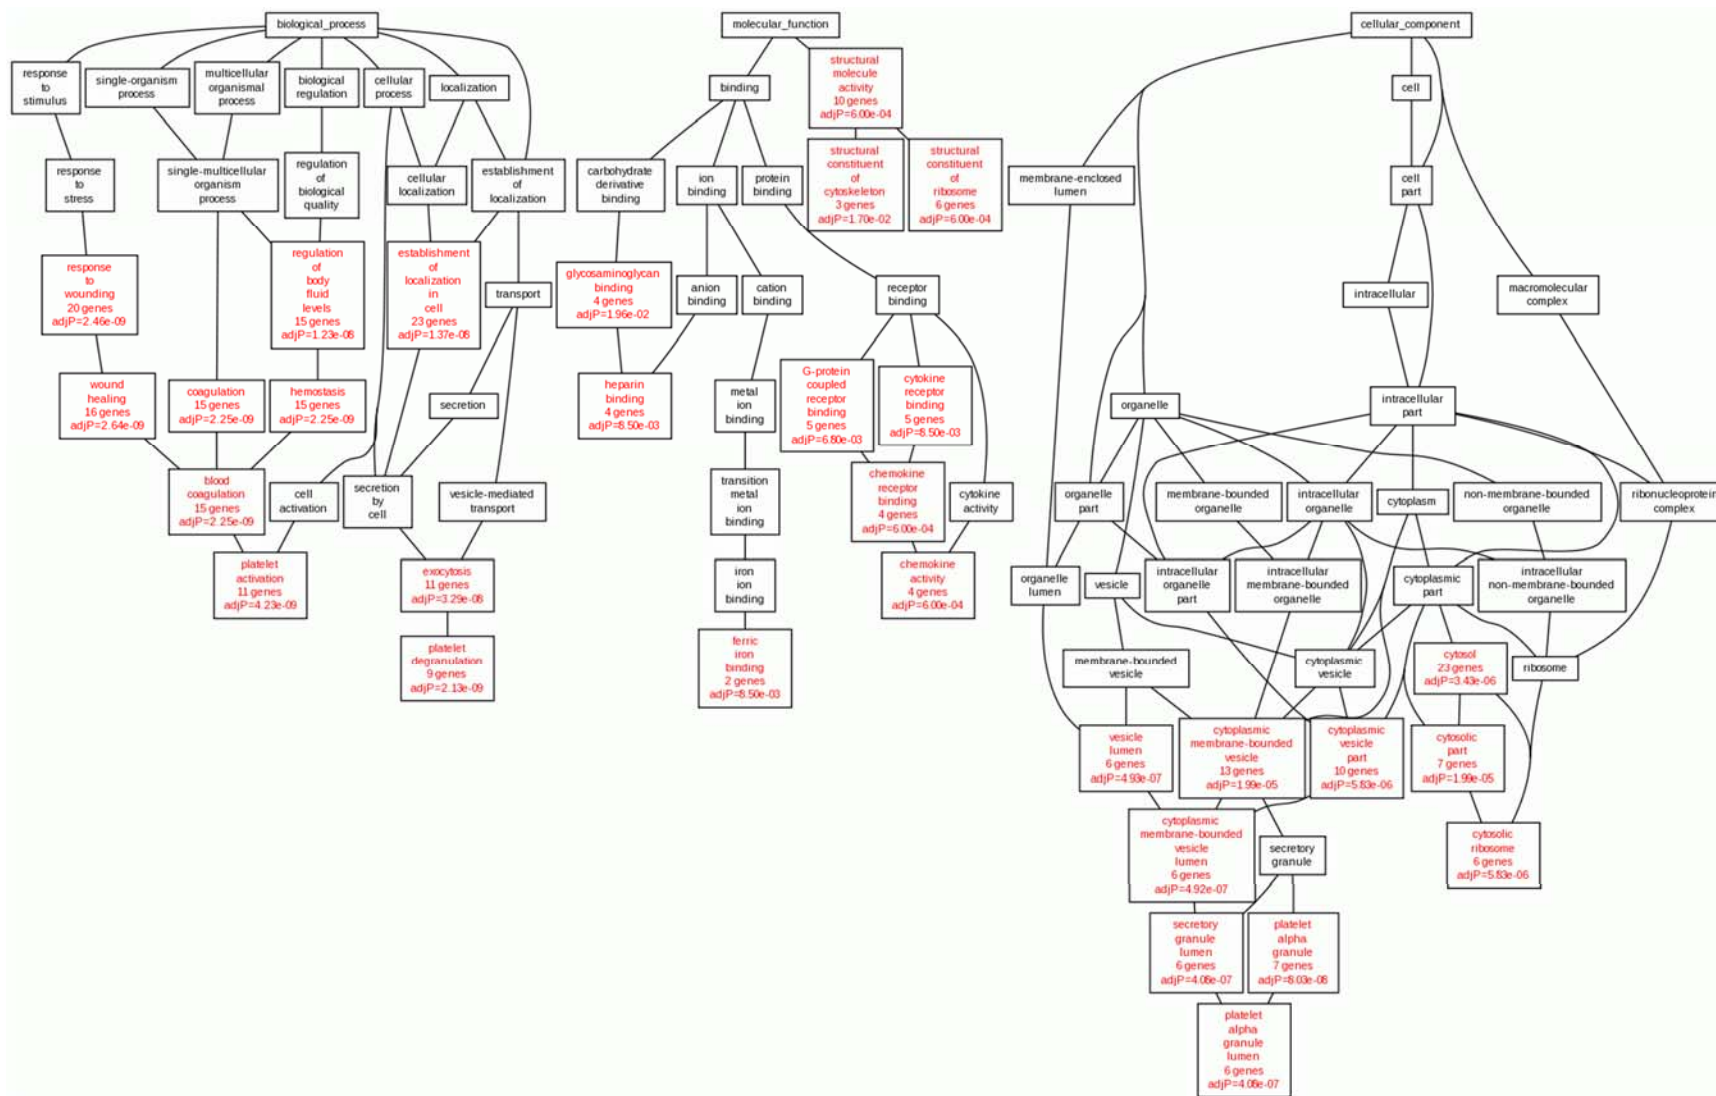 biological_process
molecular_function
cellular_component
response
to
stimulus
single-organism
process
multicellular
organismal
process
biological
regulation
cellular
process
localization
binding
structural
molecule
activity
10 genes
adjP=6.00e-04
cell
response
to
stress
single-multicellular
organism
process
regulation
of
biological
quality
cellular
localization
establishment
of
localization
carbohydrate
derivative
binding
ion
binding
protein
binding
structural
constituent
of
cytoskeleton
3 genes
adjP=1.70e-02
structural
constituent
of
ribosome
6 genes
adjP=6.00e-04
membrane-enclosed
lumen
cell
part
response
to
wounding
20 genes
adjP=2.46e-09
regulation
of
body
fluid
levels
15 genes
adjP=1.23e-08
establishment
of
localization
in
cell
23 genes
adjP=1.37e-08
transport
glycosaminoglycan
binding
4 genes
adjP=1.96e-02
anion
binding
cation
binding
receptor
binding
intracellular
macromolecular
complex
wound
healing
16 genes
adjP=2.64e-09
coagulation
15 genes
adjP=2.25e-09
hemostasis
15 genes
adjP=2.25e-09
secretion
heparin
binding
4 genes
adjP=8.50e-03
metal
ion
binding
G-protein
coupled
receptor
binding
5 genes
adjP=6.80e-03
cytokine
receptor
binding
5 genes
adjP=8.50e-03
organelle
intracellular
part
blood
coagulation
15 genes
adjP=2.25e-09
cell
activation
secretion
by
cell
vesicle-mediated
transport
transition
metal
ion
binding
chemokine
receptor
binding
4 genes
adjP=6.00e-04
cytokine
activity
organelle
part
membrane-bounded
organelle
intracellular
organelle
cytoplasm
non-membrane-bounded
organelle
ribonucleoprotein
complex
platelet
activation
11 genes
adjP=4.23e-09
exocytosis
11 genes
adjP=3.29e-08
iron
ion
binding
chemokine
activity
4 genes
adjP=6.00e-04
organelle
lumen
vesicle
intracellular
organelle
part
intracellular
membrane-bounded
organelle
cytoplasmic
part
intracellular
non-membrane-bounded
organelle
platelet
degranulation
9 genes
adjP=2.13e-09
ferric
iron
binding
2 genes
adjP=8.50e-03
membrane-bounded
vesicle
cytoplasmic
vesicle
cytosol
23 genes
adjP=3.43e-06
ribosome
vesicle
lumen
6 genes
adjP=4.93e-07
cytoplasmic
membrane-bounded
vesicle
13 genes
adjP=1.99e-05
cytoplasmic
vesicle
part
10 genes
adjP=5.83e-06
cytosolic
part
7 genes
adjP=1.99e-05
cytoplasmic
membrane-bounded
vesicle
lumen
6 genes
adjP=4.92e-07
secretory
granule
cytosolic
ribosome
6 genes
adjP=5.83e-06
secretory
granule
lumen
6 genes
adjP=4.08e-07
platelet
alpha
granule
7 genes
adjP=8.03e-08
platelet
alpha
granule
lumen
6 genes
adjP=4.08e-07